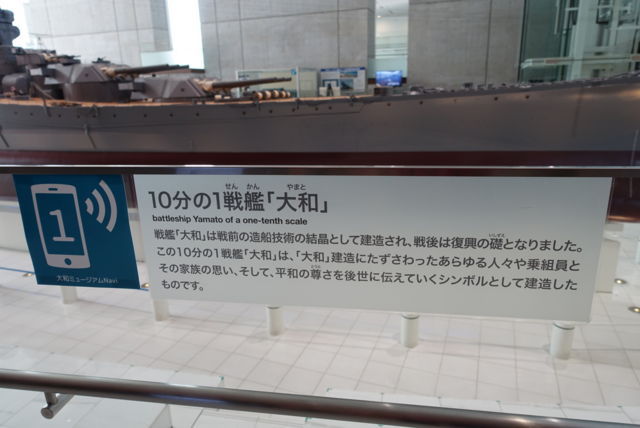 10分の1戦艦「大和」
せんかん
やまと
battleship Yamato of a one-tenth scale
戦艦「大和」は戦前の造船技術の結晶として建造され、戦後は復興の礎となりました。
いしずえ
この10分の1戦艦「大和」は、「大和」建造にたずさわったあらゆる人々や乗組員と
その家族の思い、そして、平和の尊さを後世に伝えていくシンボルとして建造した
とうと
ものです。
1
大和ミュージアムNavi